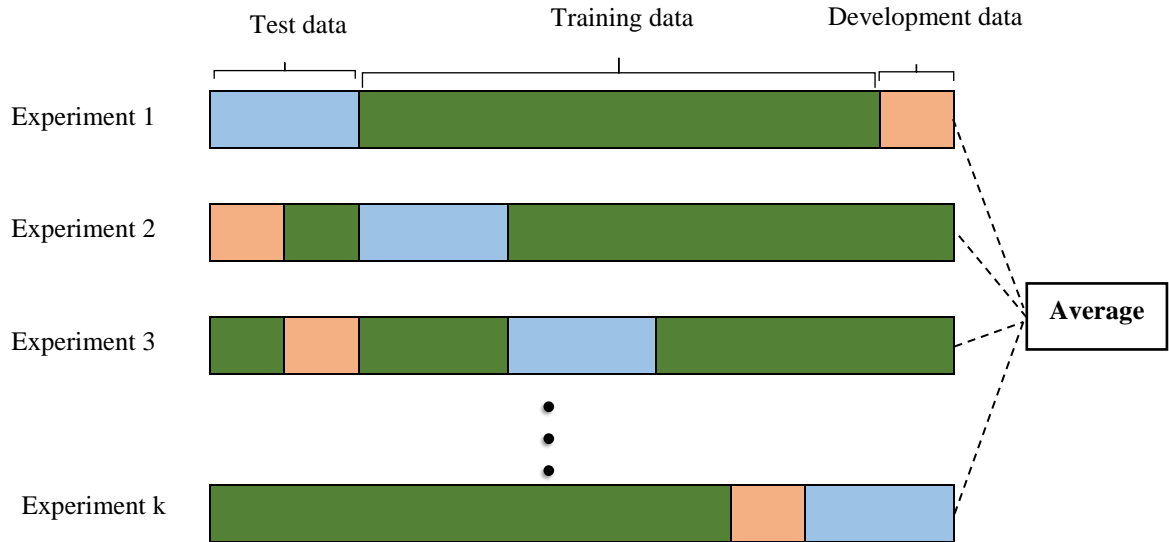 Test data
Training data
Development data
Experiment 1
Experiment 2
Experiment 3
Average
Experiment k